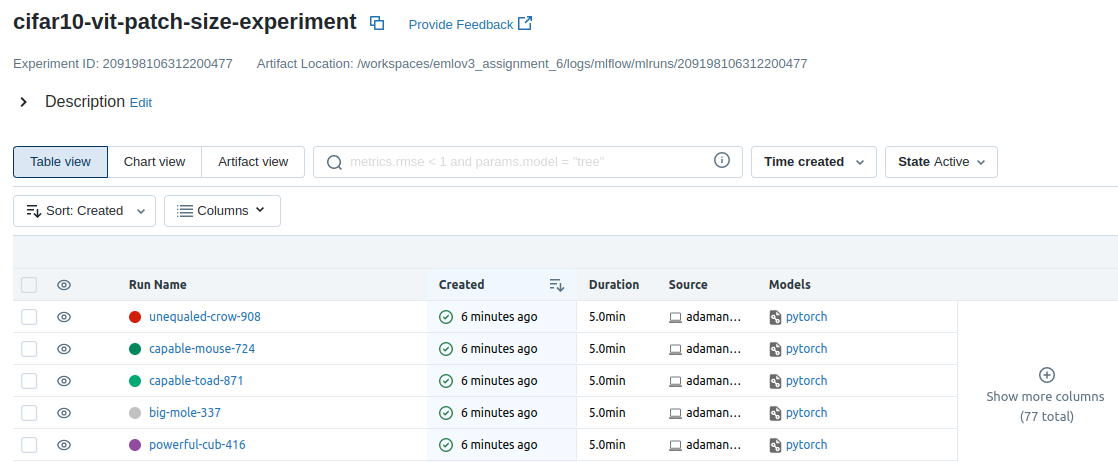 cifar10-vit-patch-size-experiment Provide Feedback
Experiment ID: 209198106312200477 Artifact Location: /workspaces/emlov3_assignment_6/logs/mlflow/mlruns/209198106312200477
Description Edit
Table view Chart view Artifact view metrics.rmse < 1 and params.model = "tree" Time created State Active
Sort: Created Columns
Run Name Created Duration Source Models
unequaled-crow-908 6 minutes ago 5.0min adaman... pytorch
capable-mouse-724 6 minutes ago 5.0min adaman... pytorch
capable-toad-871 6 minutes ago 5.0min adaman... pytorch
big-mole-337 6 minutes ago 5.0min adaman... pytorch
powerful-cub-416 6 minutes ago 5.0min adaman... pytorch
Show more columns
(77 total)